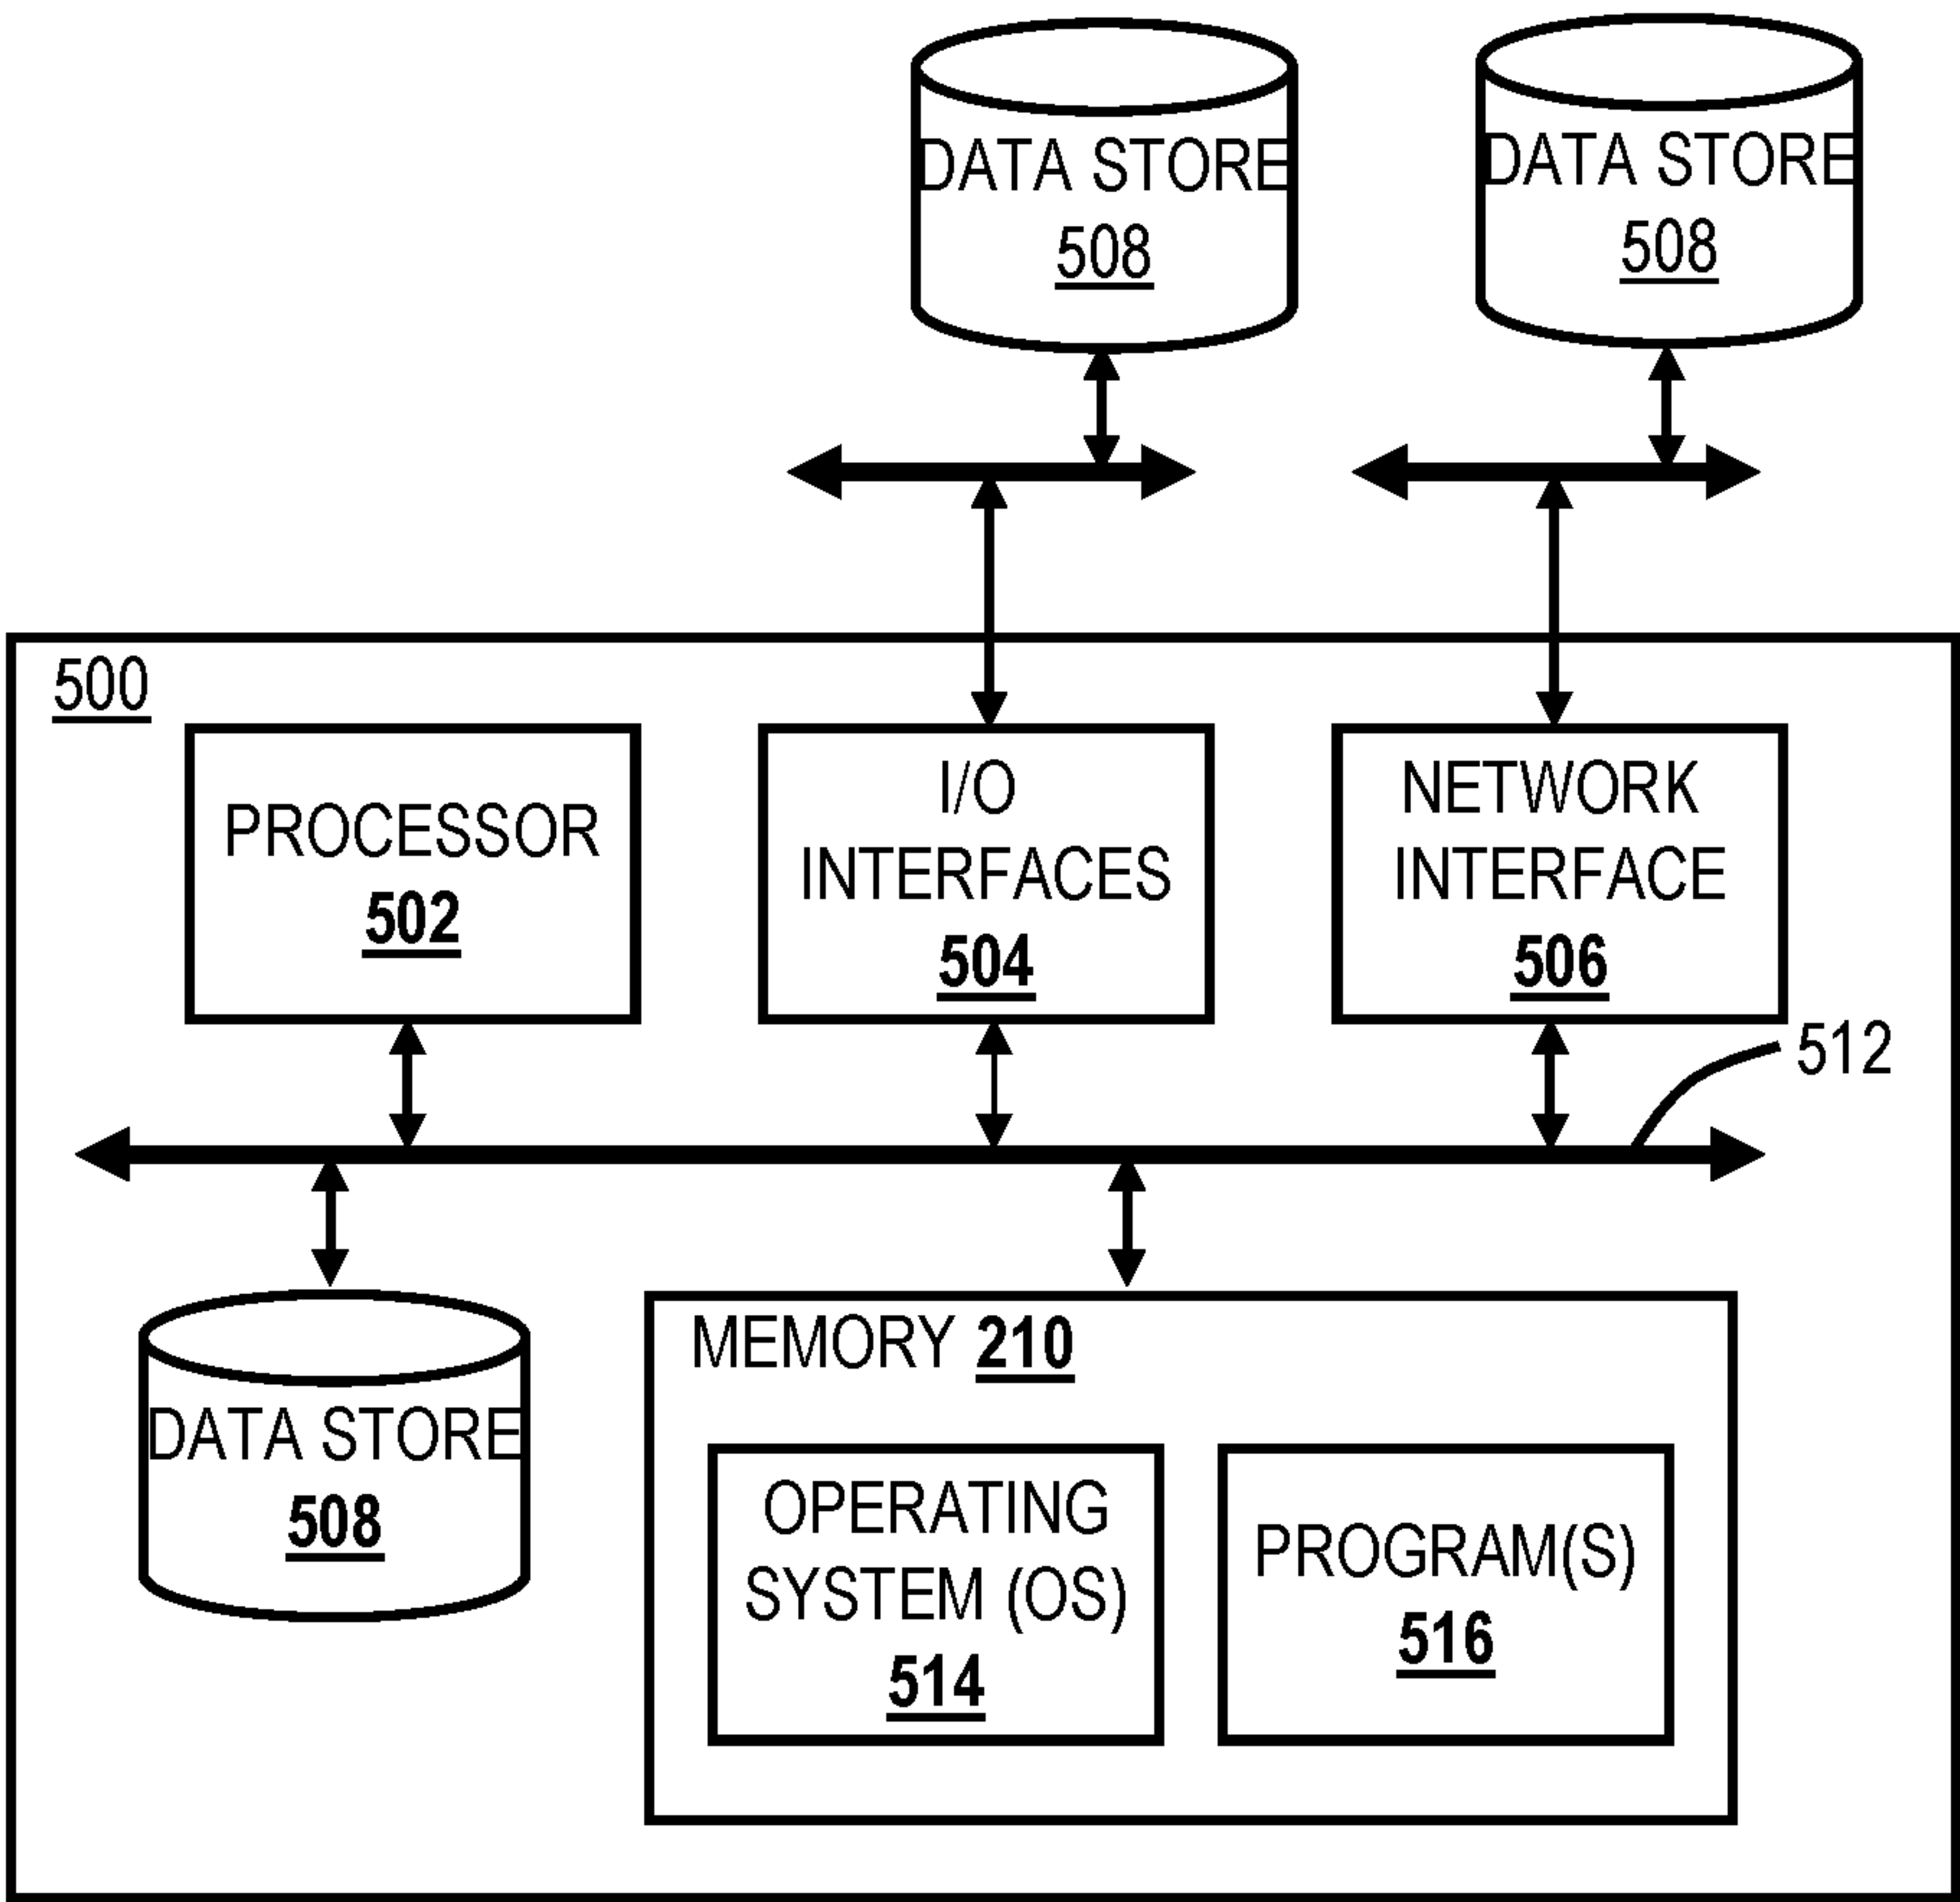 DATA STORE
508
DATA STORE
508
500
PROCESSOR
502
I/O
INTERFACES
504
NETWORK
INTERFACE
506
512
DATA STORE
508
MEMORY 210
OPERATING
SYSTEM (OS)
514
PROGRAM(S)
516